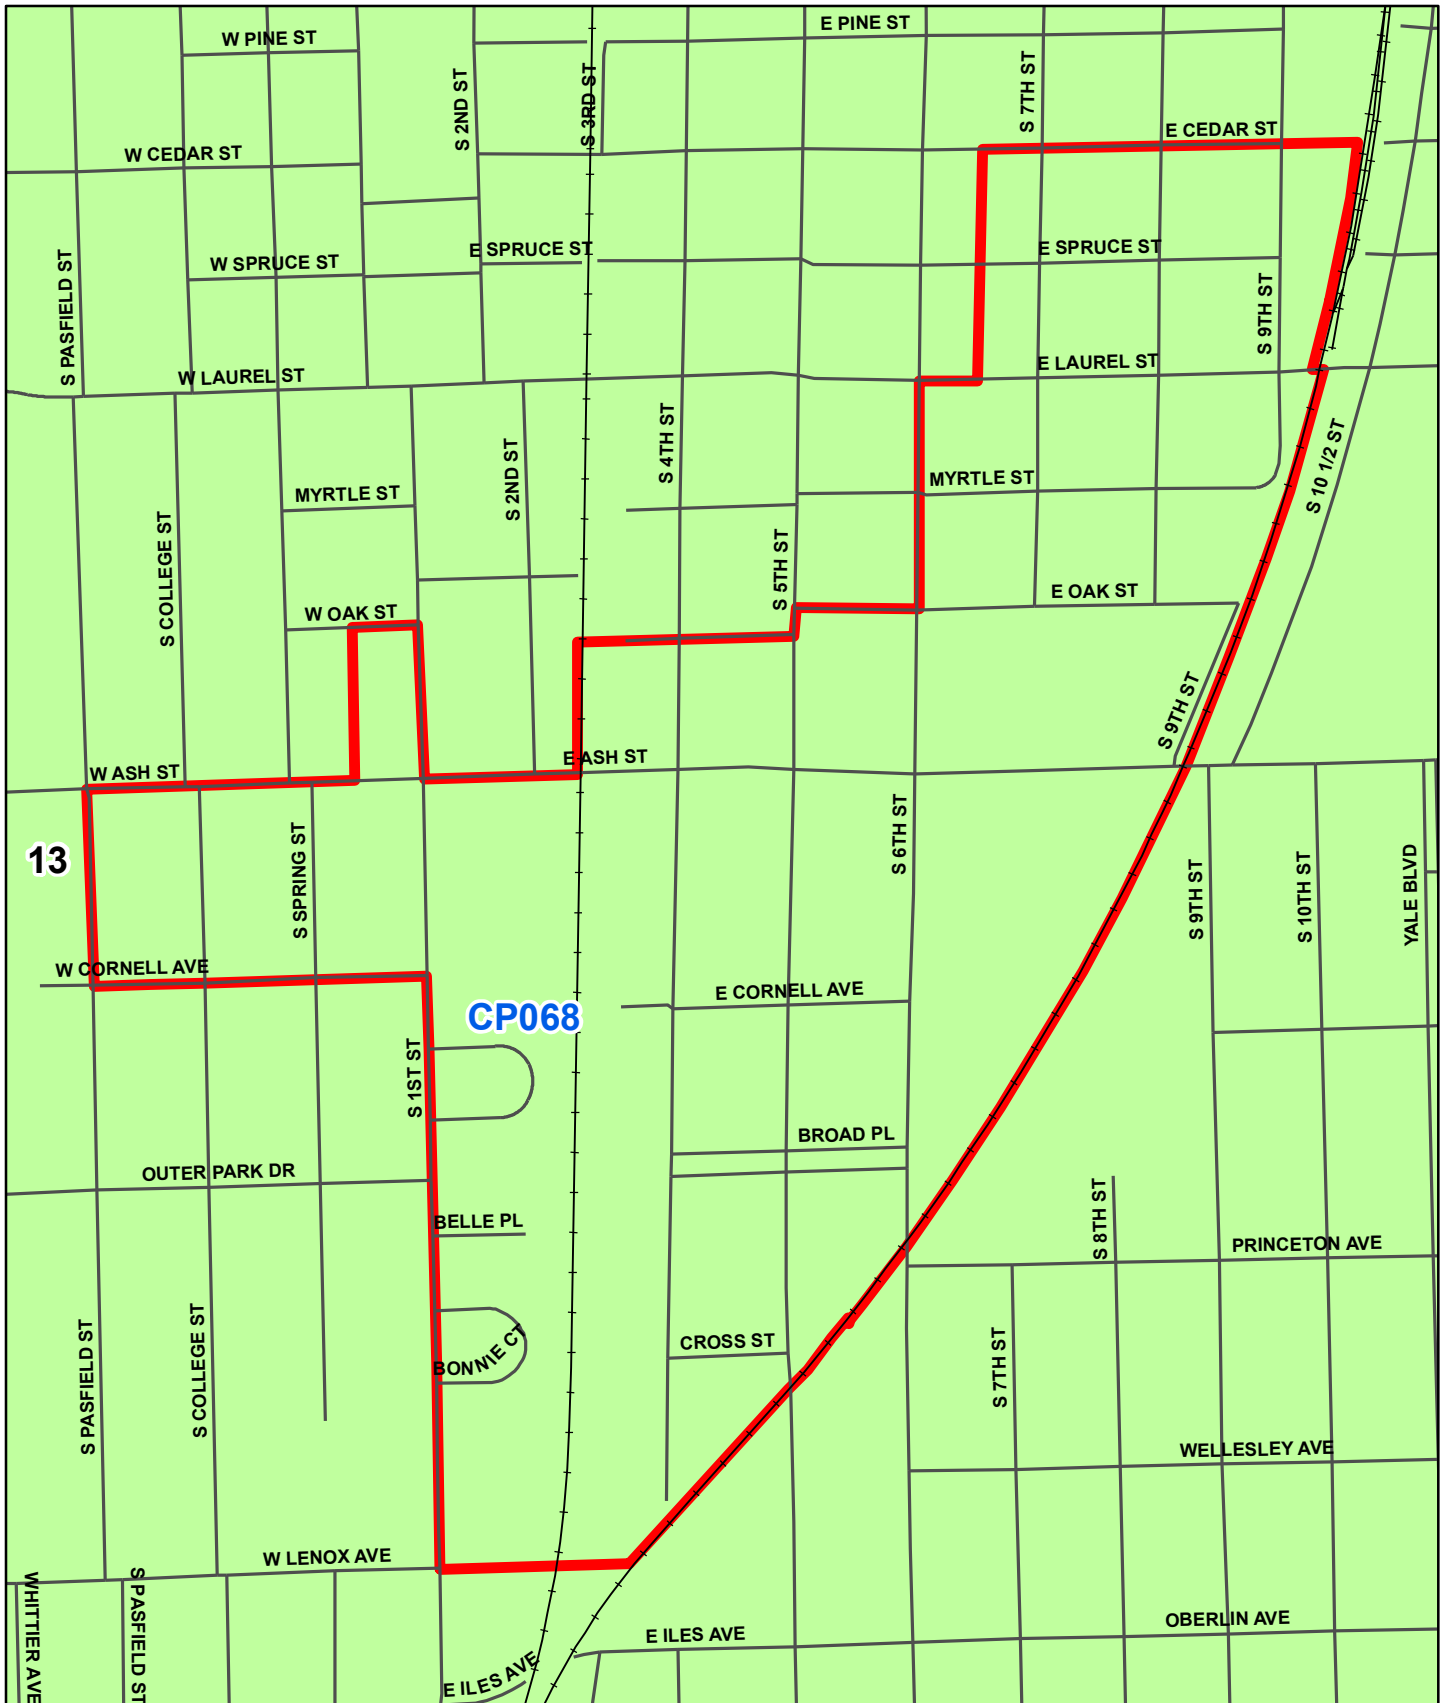 E PINE ST
W PINE ST
S 2ND ST
S 3RD ST
S 7TH ST
E CEDAR ST
W CEDAR ST
E SPRUCE ST
E SPRUCE ST
W SPRUCE ST
S PASFIELD ST
S 9TH ST
E LAUREL ST
W LAUREL ST
S 4TH ST
S 2ND ST
S 10 1/2 ST
MYRTLE ST
MYRTLE ST
S COLLEGE ST
S 5TH ST
E OAK ST
W OAK ST
S 9TH ST
E ASH ST
W ASH ST
S 6TH ST
13
S SPRING ST
S 9TH ST
S 10TH ST
YALE BLVD
W CORNELL AVE
E CORNELL AVE
CP068
S 1ST ST
BROAD PL
OUTER PARK DR
S 8TH ST
BELLE PL
PRINCETON AVE
S PASFIELD ST
S COLLEGE ST
BONNIE CT
CROSS ST
S 7TH ST
WELLESLEY AVE
W LENOX AVE
WHITTIER AVE
S PASFIELD ST
OBERLIN AVE
E ILES AVE
E ILES AVE